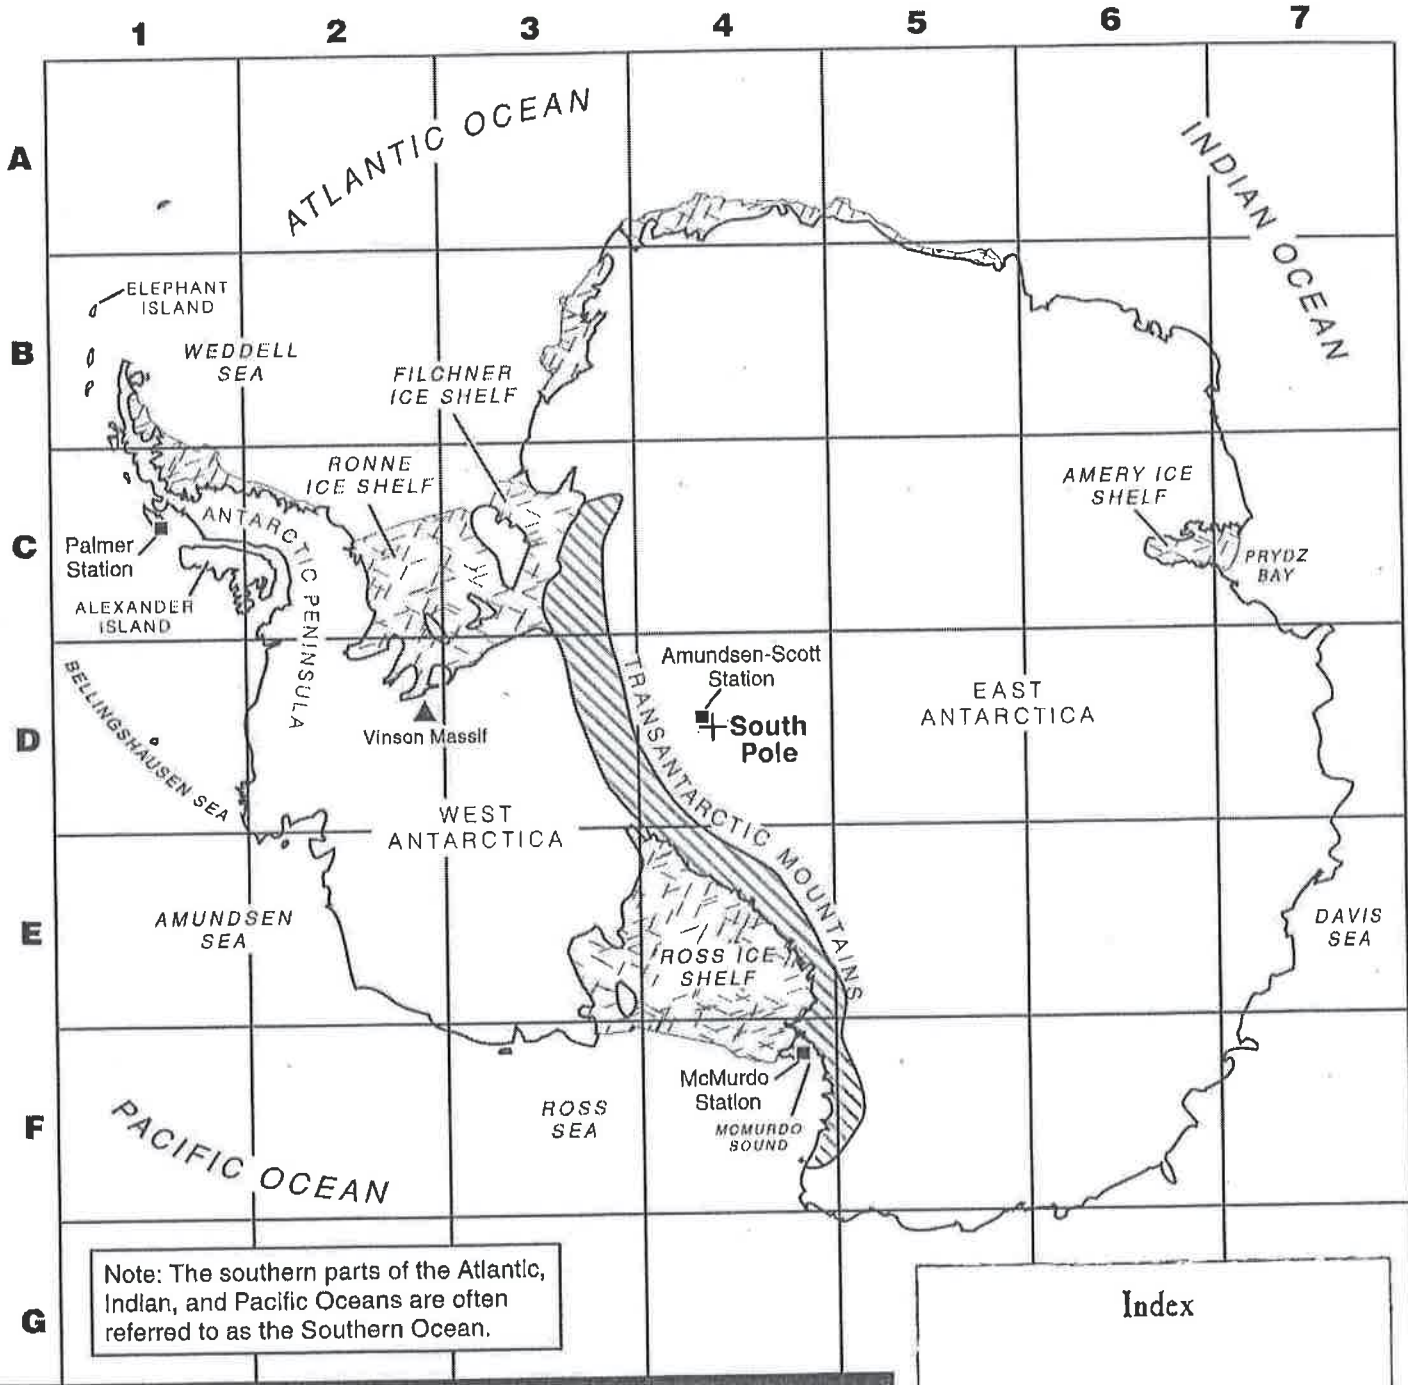 1 2 3 4 5 6 7
A
ATLANTIC OCEAN
INDIAN OCEAN
B
ELEPHANT
ISLAND
WEDDELL
SEA
FILCHNER
ICE SHELF
RONNE
ICE SHELF
AMERY ICE
SHELF
C
ANTARCTIC PENINSULA
Palmer
Station
ALEXANDER
ISLAND
PRYDZ
BAY
D
BELLINGSHAUSEN SEA
Vinson Massif
TRANSANTARCTIC MOUNTAINS
Amundsen-Scott
Station
South
Pole
EAST
ANTARCTICA
WEST
ANTARCTICA
E
AMUNDSEN
SEA
ROSS ICE
SHELF
DAVIS
SEA
F
McMurdo
Station
MCMURDO
SOUND
ROSS
SEA
PACIFIC OCEAN
G
Note: The southern parts of the Atlantic,
Indian, and Pacific Oceans are often
referred to as the Southern Ocean.
Index